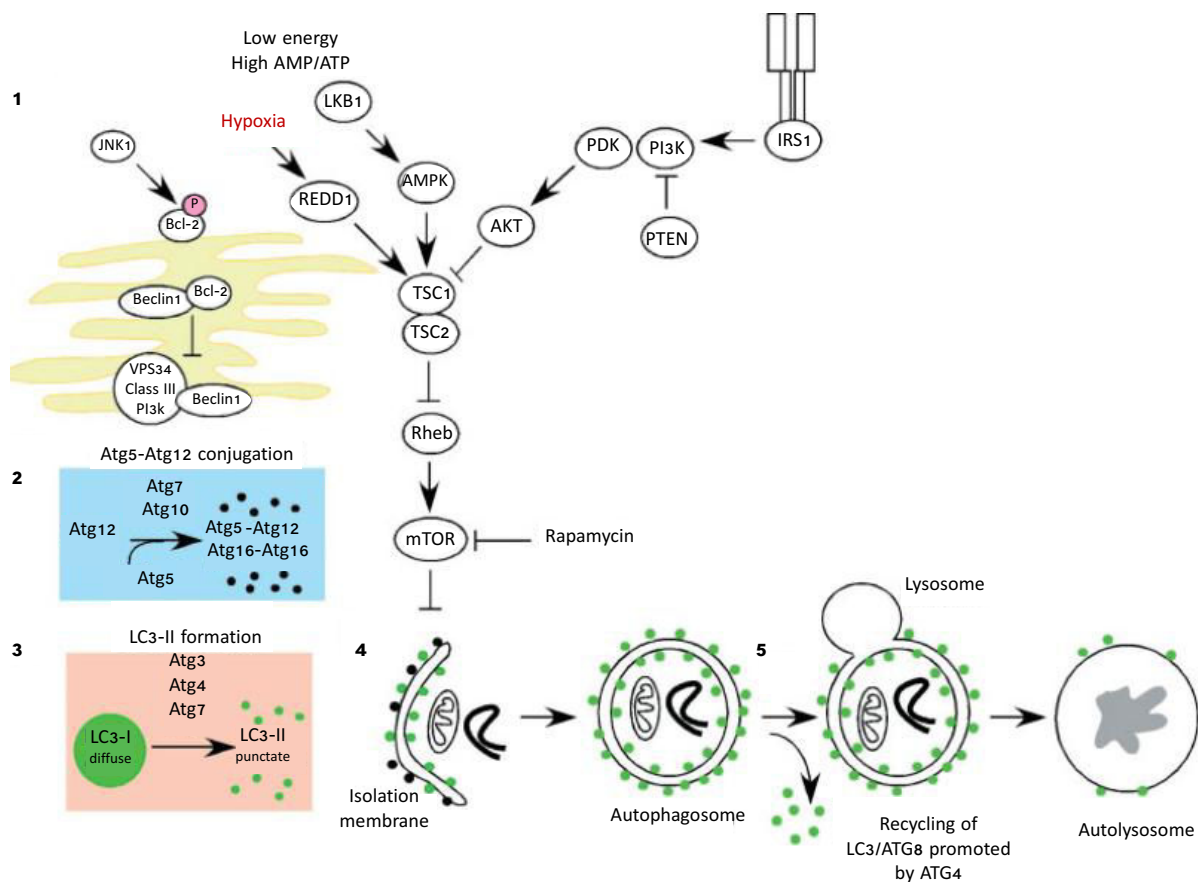 Low energy
High AMP/ATP
1
LKB1
Hypoxia
JNK1
PDK
PI3K
IRS1
AMPK
REDD1
P
Bcl-2
AKT
PTEN
Beclin1
Bcl-2
TSC1
TSC2
VPS34
Class III
PI3k
Beclin1
Rheb
Atg5-Atg12 conjugation
2
Atg7
Atg10
Atg12
Atg5-Atg12
Atg16-Atg16
Atg5
mTOR
Rapamycin
Lysosome
LC3-II formation
3
Atg3
Atg4
Atg7
LC3-I
diffuse
LC3-II
punctate
4
5
Isolation
membrane
Autophagosome
Recycling of
LC3/ATG8 promoted
by ATG4
Autolysosome